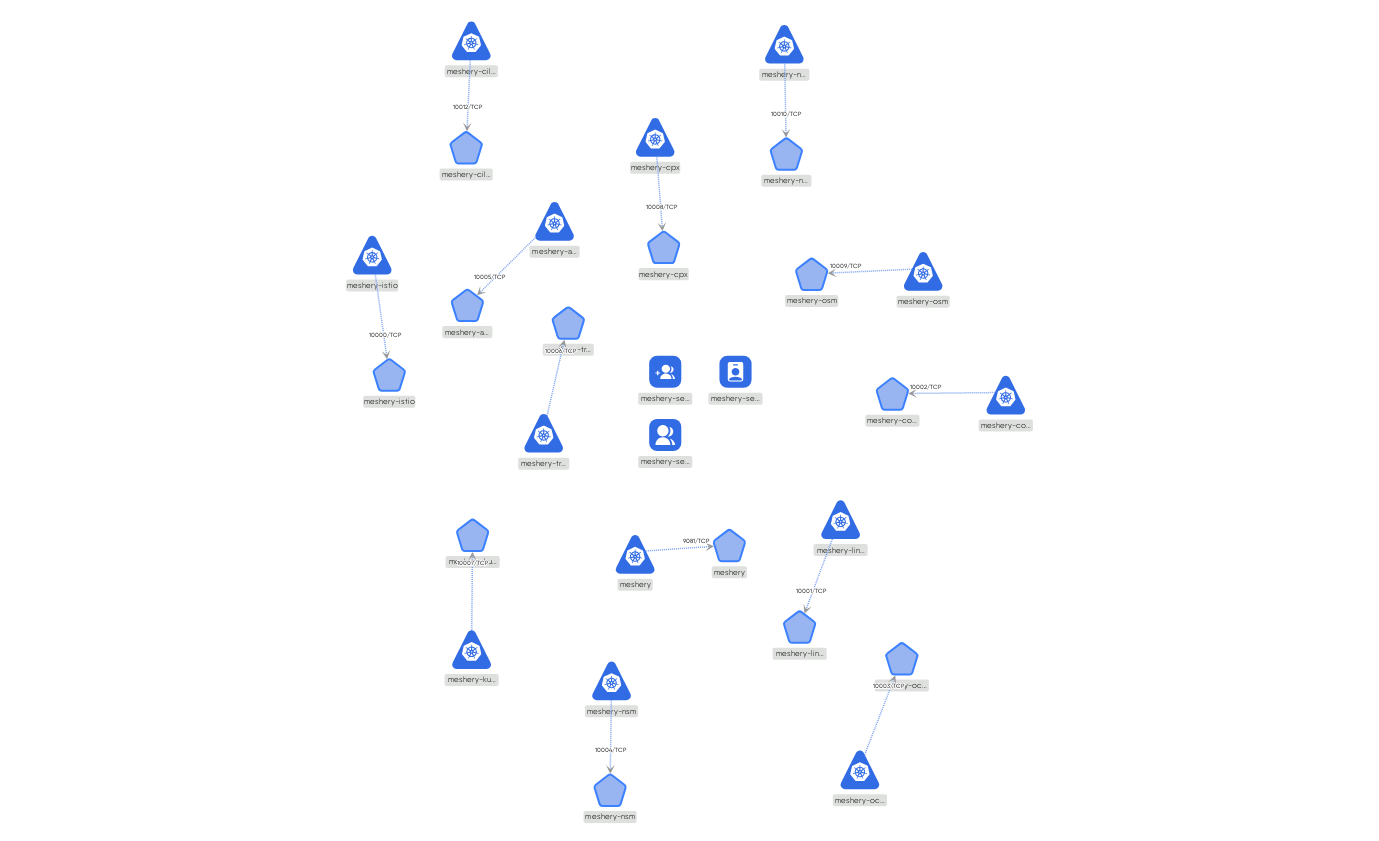 meshery-cil...
meshery-n...
10012/TCP
10010/TCP
meshery-cpx
meshery-cil...
meshery-n...
10008/TCP
meshery-a...
meshery-cpx
10009/TCP
10005/TCP
meshery-istio
meshery-osm
meshery-osm
meshery-a...
10000/TCP
10006/TCP
-tr...
10002/TCP
meshery-se...
meshery-se...
meshery-istio
meshery-co...
meshery-co...
meshery-tr...
meshery-se...
9081/TCP
meshery-lin...
10007/TCP
meshery
meshery
10001/TCP
meshery-lin...
meshery-ku...
10003/TCP
y-oc...
meshery-nsm
10004/TCP
meshery-oc...
meshery-nsm